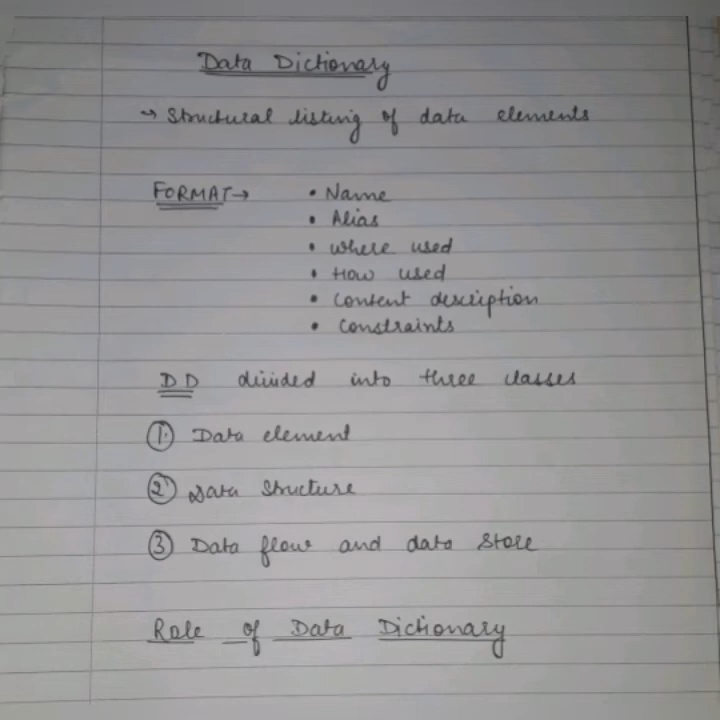 Data Dictionary
→ Structural listing of data elements
FORMAT → • Name
• Alias
• where used
• How used
• Content description
• Constraints
DD divided into three classes
① Data element
② Data Structure
③ Data flow and data store
Role of Data Dictionary